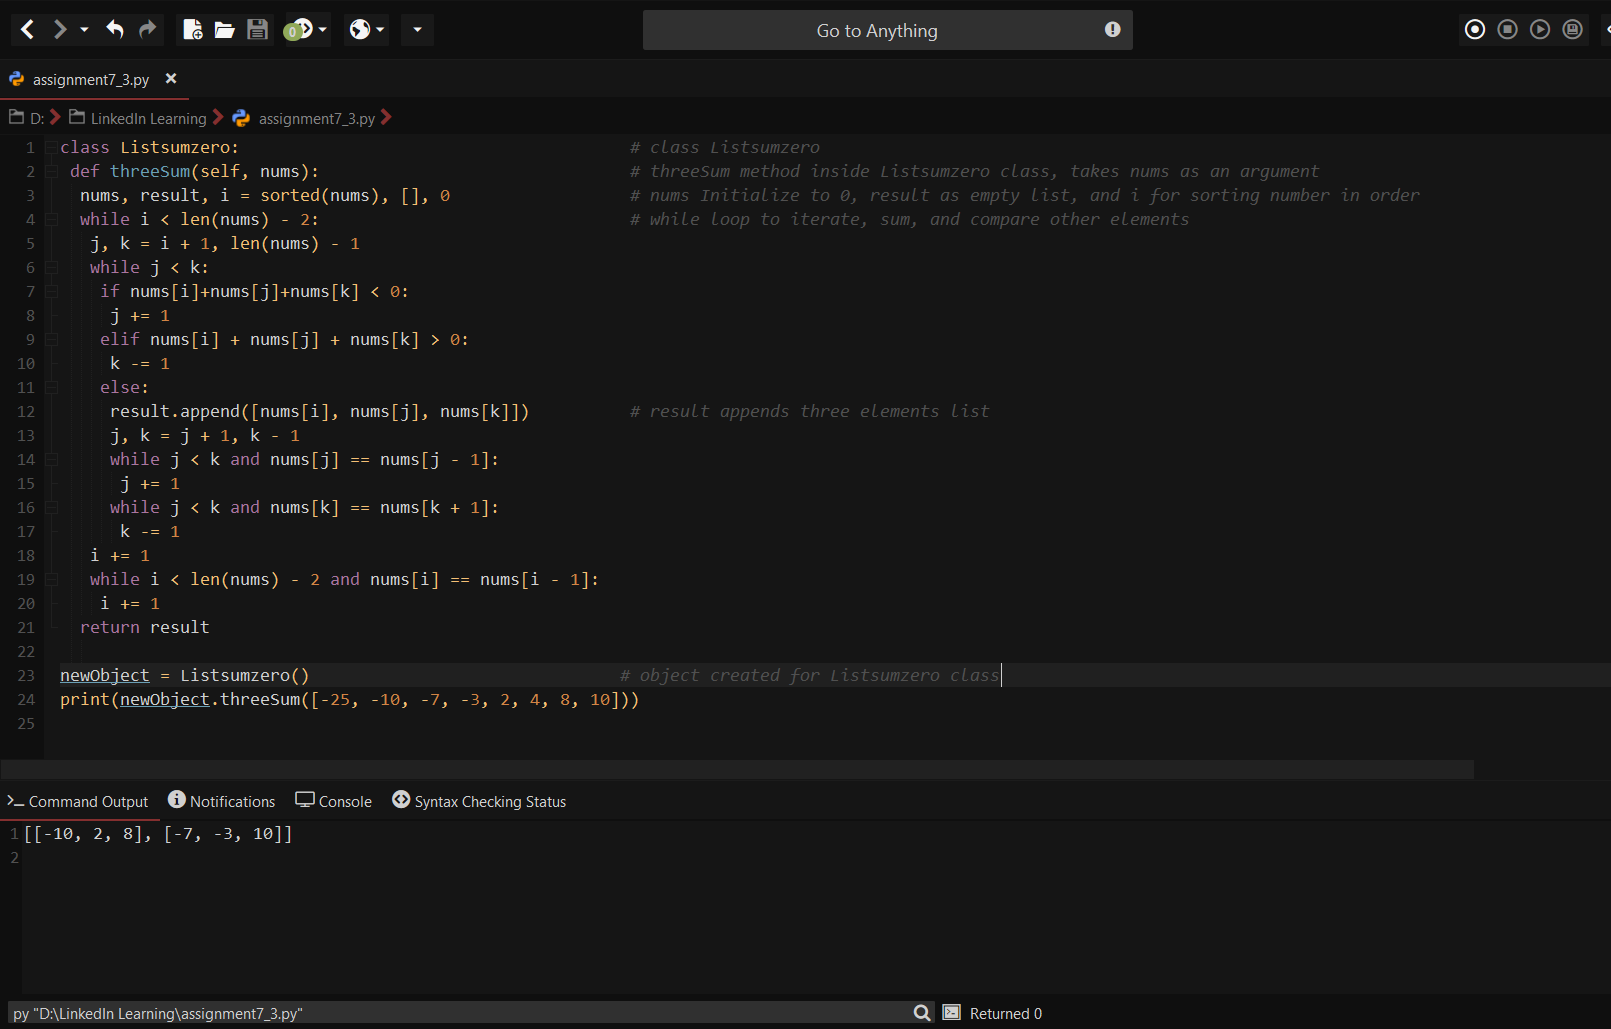 Go to Anything
assignment7_3.py
D: LinkedIn Learning assignment7_3.py
1 class Listsumzero: # class Listsumzero
2 def threeSum(self, nums): # threeSum method inside Listsumzero class, takes nums as an argument
3 nums, result, i = sorted(nums), [], 0 # nums Initialize to 0, result as empty list, and i for sorting number in order
4 while i < len(nums) - 2: # while loop to iterate, sum, and compare other elements
5 j, k = i + 1, len(nums) - 1
6 while j < k:
7 if nums[i]+nums[j]+nums[k] < 0:
8 j += 1
9 elif nums[i] + nums[j] + nums[k] > 0:
10 k -= 1
11 else:
12 result.append([nums[i], nums[j], nums[k]]) # result appends three elements list
13 j, k = j + 1, k - 1
14 while j < k and nums[j] == nums[j - 1]:
15 j += 1
16 while j < k and nums[k] == nums[k + 1]:
17 k -= 1
18 i += 1
19 while i < len(nums) - 2 and nums[i] == nums[i - 1]:
20 i += 1
21 return result
22
23 newObject = Listsumzero() # object created for Listsumzero class
24 print(newObject.threeSum([-25, -10, -7, -3, 2, 4, 8, 10]))
25
Command Output Notifications Console Syntax Checking Status
1 [[-10, 2, 8], [-7, -3, 10]]
2
py "D:\LinkedIn Learning\assignment7_3.py" Returned 0